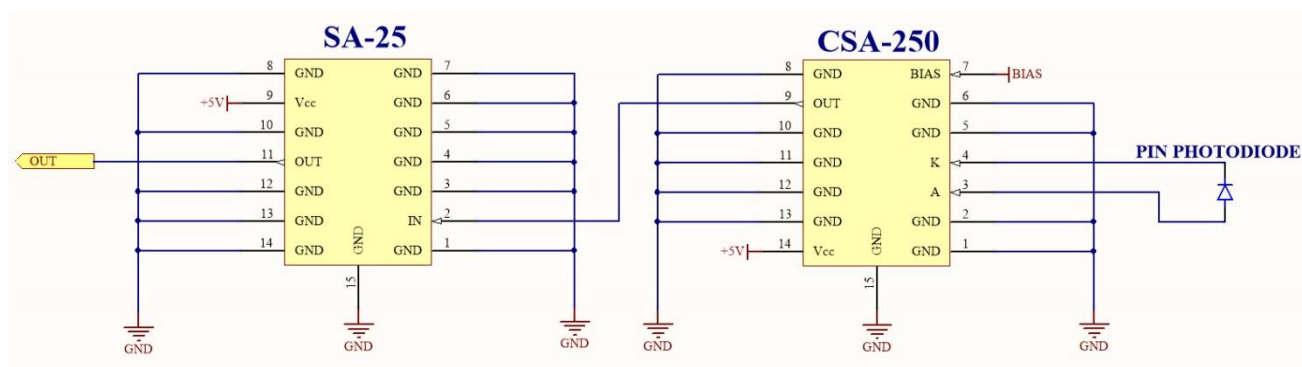 SA-25
CSA-250
8 GND GND 7
+5V 9 Vcc GND 6
10 GND GND 5
OUT 11 OUT GND 4
12 GND GND 3
13 GND IN 2
14 GND GND 1
GND
15
GND
GND
GND
8 GND BIAS 7 BIAS
9 OUT GND 6
10 GND GND 5
11 GND K 4
12 GND A 3
13 GND GND 2
+5V 14 Vcc GND 1
GND
15
PIN PHOTODIODE
GND
GND
GND